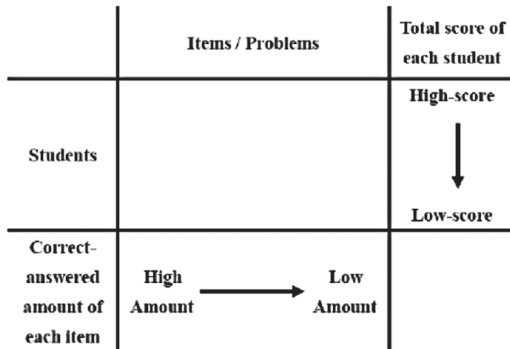 Items / Problems
Total score of
each student
Students
High-score
Low-score
Correct-
answered
amount of
each item
High
Amount
Low
Amount